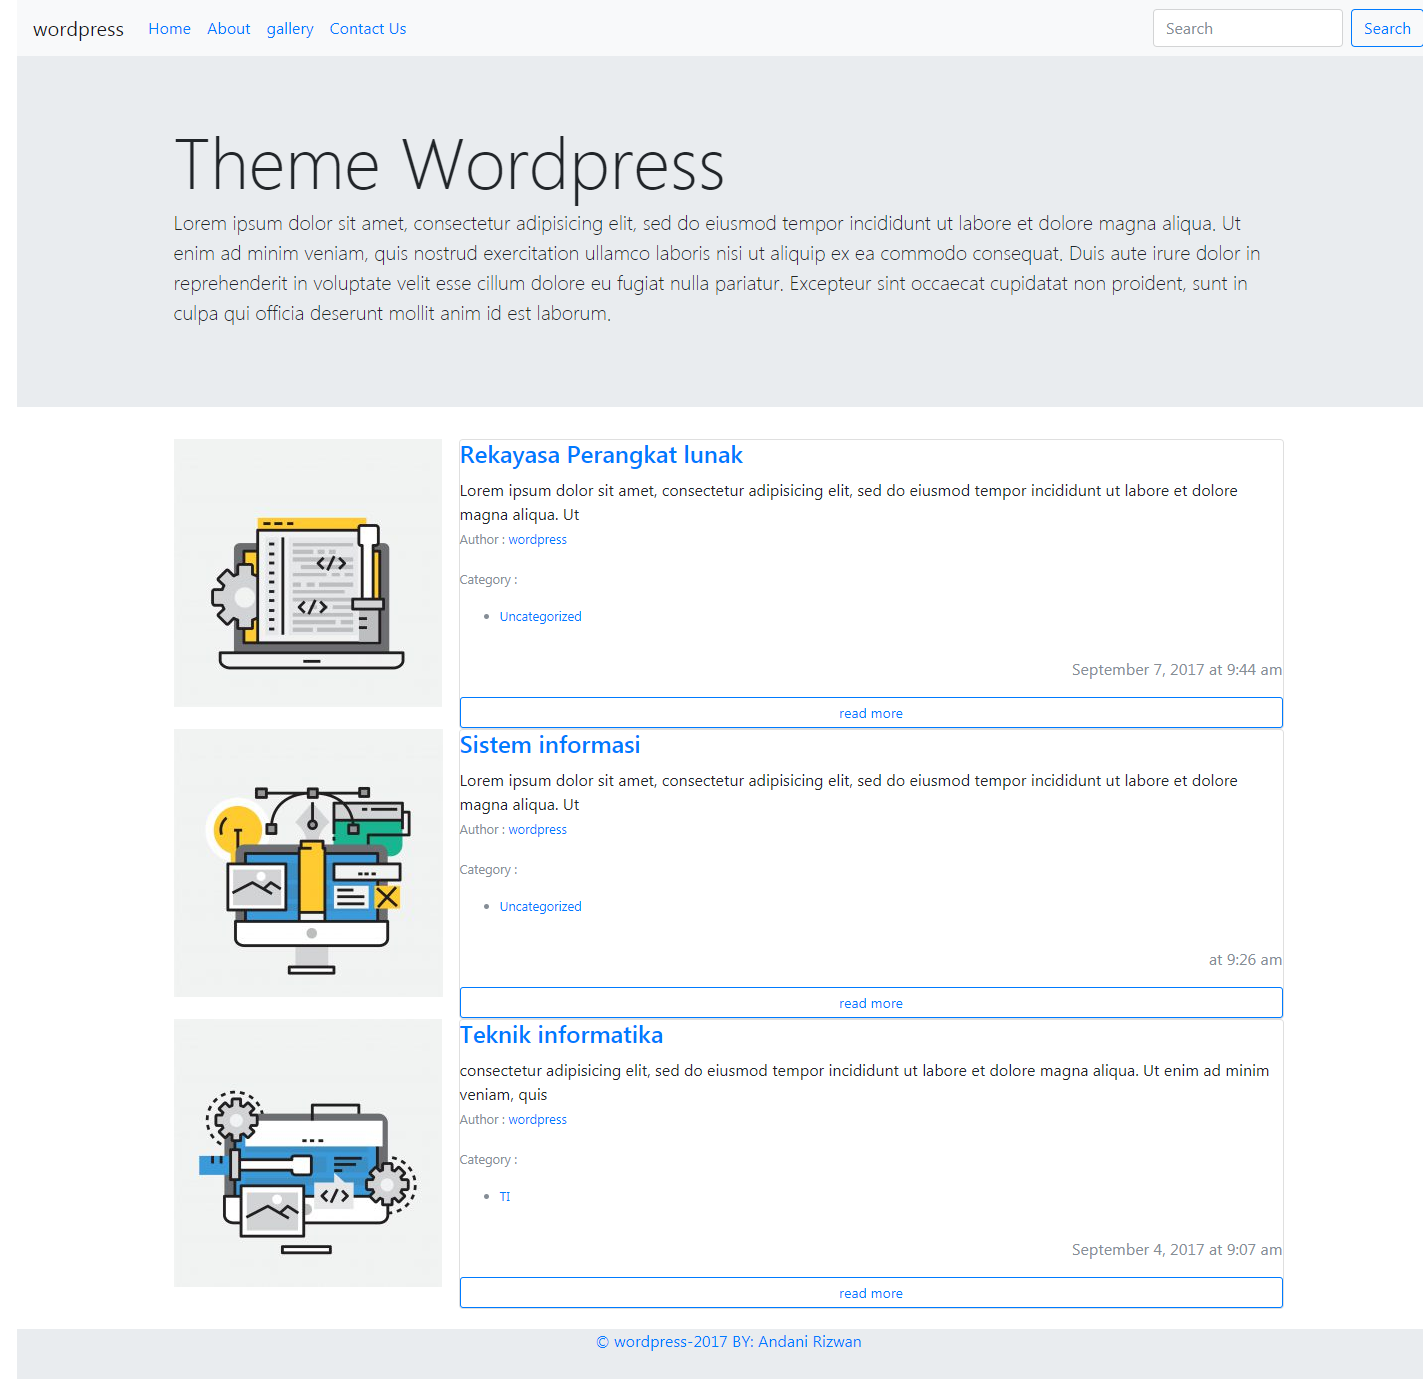 wordpress Home About gallery Contact Us Search Search
Theme Wordpress
Lorem ipsum dolor sit amet, consectetur adipisicing elit, sed do eiusmod tempor incididunt ut labore et dolore magna aliqua. Ut
enim ad minim veniam, quis nostrud exercitation ullamco laboris nisi ut aliquip ex ea commodo consequat. Duis aute irure dolor in
reprehenderit in voluptate velit esse cillum dolore eu fugiat nulla pariatur. Excepteur sint occaecat cupidatat non proident, sunt in
culpa qui officia deserunt mollit anim id est laborum.
Rekayasa Perangkat lunak
Lorem ipsum dolor sit amet, consectetur adipisicing elit, sed do eiusmod tempor incididunt ut labore et dolore
magna aliqua. Ut
Author : wordpress
Category :
• Uncategorized
September 7, 2017 at 9:44 am
read more
Sistem informasi
Lorem ipsum dolor sit amet, consectetur adipisicing elit, sed do eiusmod tempor incididunt ut labore et dolore
magna aliqua. Ut
Author : wordpress
Category :
• Uncategorized
at 9:26 am
read more
Teknik informatika
consectetur adipisicing elit, sed do eiusmod tempor incididunt ut labore et dolore magna aliqua. Ut enim ad minim
veniam, quis
Author : wordpress
Category :
• TI
September 4, 2017 at 9:07 am
read more
© wordpress-2017 BY: Andani Rizwan